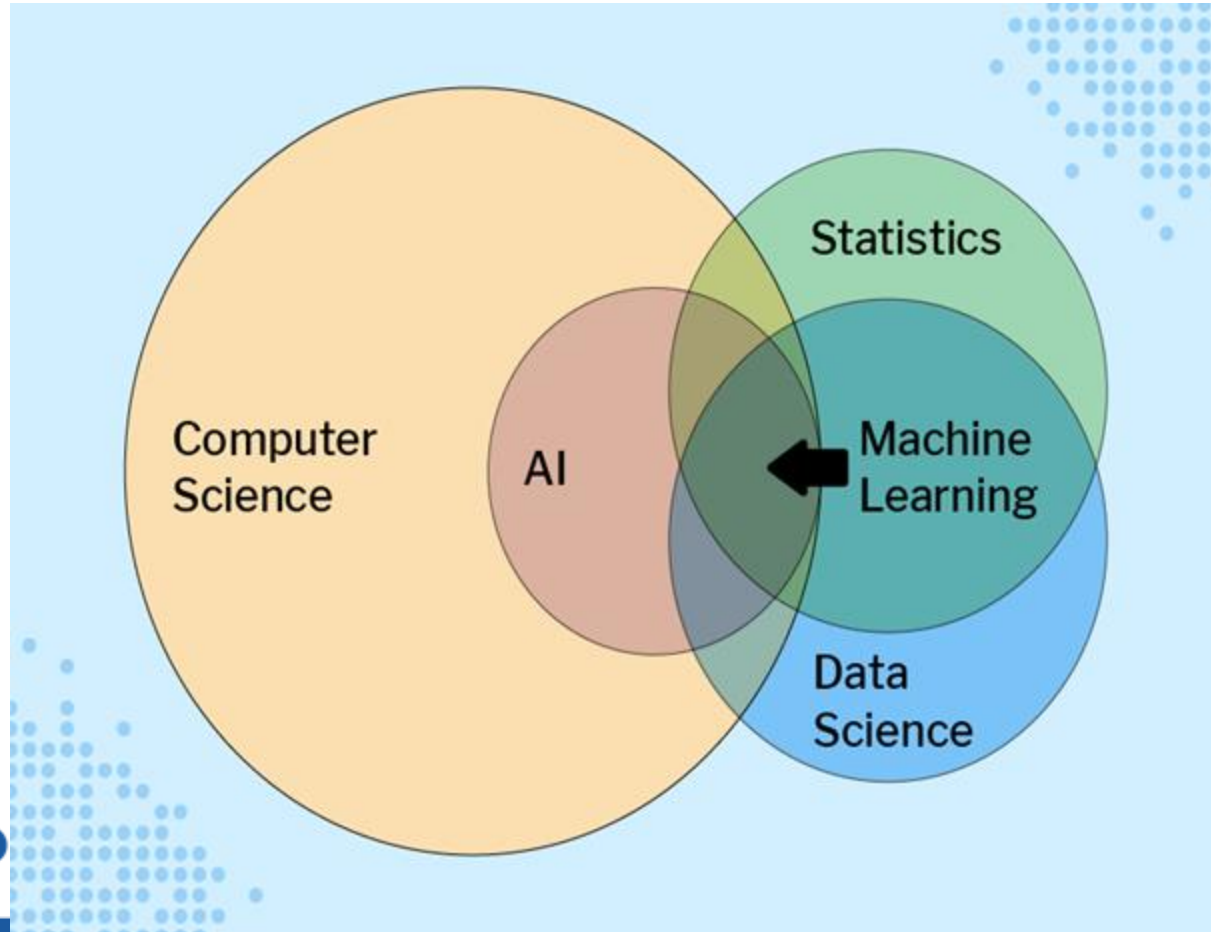 Statistics
Computer
Science
AI
Machine
Learning
Data
Science